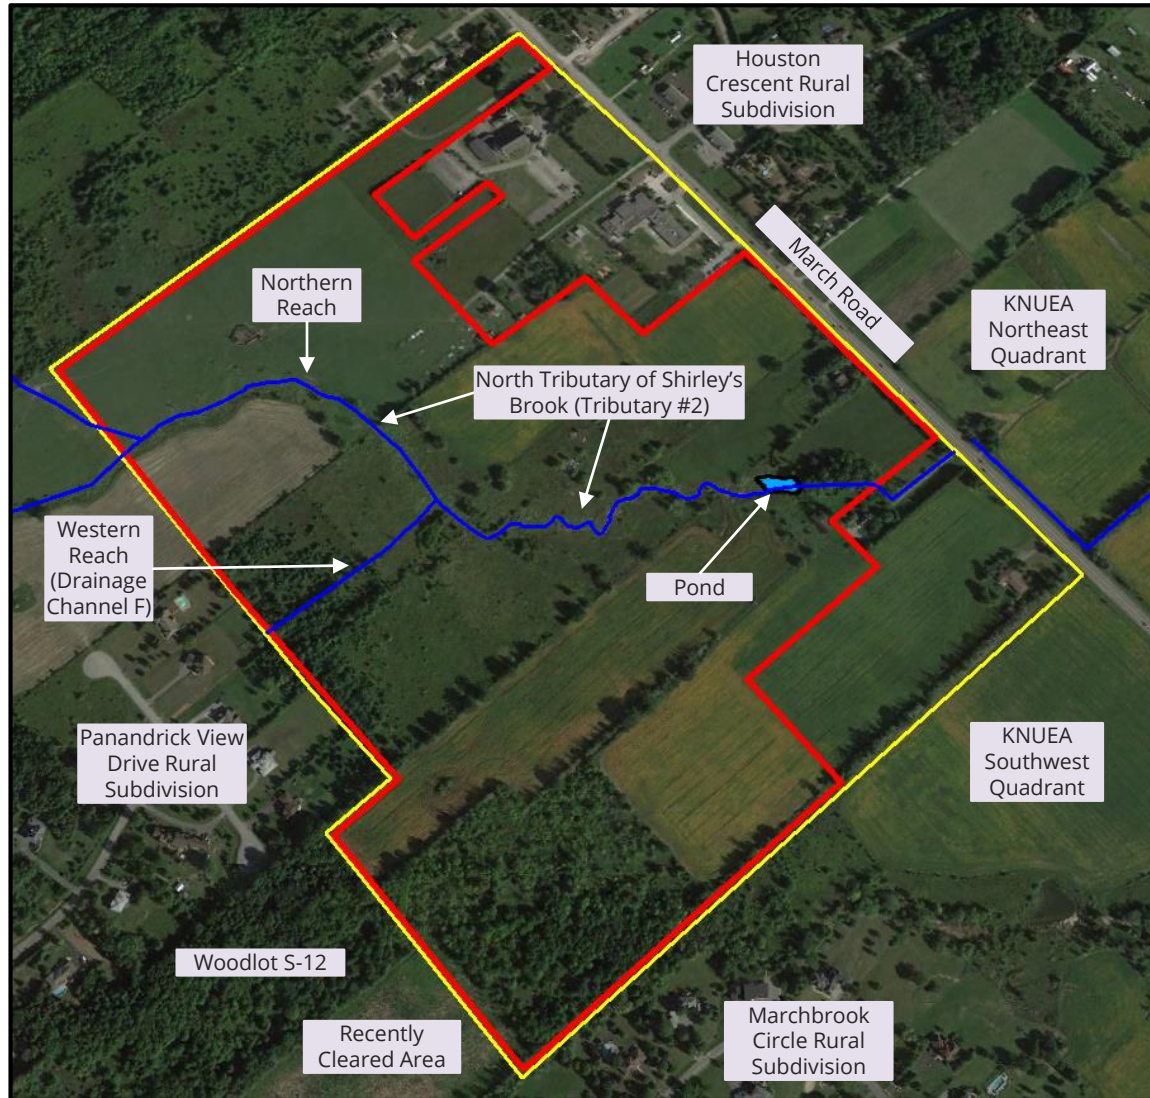 Houston
Crescent Rural
Subdivision
March Road
Northern
Reach
KNUEA
Northeast
Quadrant
North Tributary of Shirley's
Brook (Tributary #2)
Western
Reach
(Drainage
Channel F)
Pond
Panandrick View
Drive Rural
Subdivision
KNUEA
Southwest
Quadrant
Woodlot S-12
Recently
Cleared Area
Marchbrook
Circle Rural
Subdivision